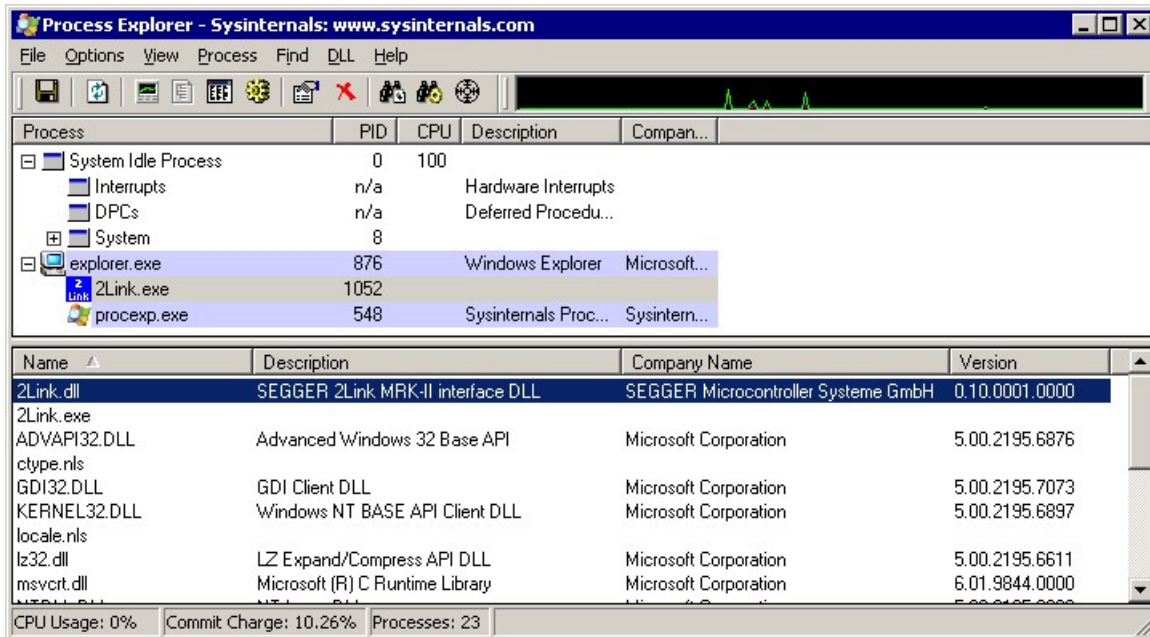 Process Explorer - Sysinternals: www.sysinternals.com
File Options View Process Find DLL Help
Process PID CPU Description Compan...
System Idle Process 0 100
Interrupts n/a Hardware Interrupts
DPCs n/a Deferred Procedu...
System 8
explorer.exe 876 Windows Explorer Microsoft...
2 Link 2Link.exe 1052
procexp.exe 548 Sysinternals Proc... Sysintern...
Name Description Company Name Version
2Link.dll SEGGER 2Link MRK-II interface DLL SEGGER Microcontroller Systeme GmbH 0.10.0001.0000
2Link.exe
ADVAPI32.DLL Advanced Windows 32 Base API Microsoft Corporation 5.00.2195.6876
ctype.nls
GDI32.DLL GDI Client DLL Microsoft Corporation 5.00.2195.7073
KERNEL32.DLL Windows NT BASE API Client DLL Microsoft Corporation 5.00.2195.6897
locale.nls
lz32.dll LZ Expand/Compress API DLL Microsoft Corporation 5.00.2195.6611
msvcrt.dll Microsoft (R) C Runtime Library Microsoft Corporation 6.01.9844.0000
CPU Usage: 0% Commit Charge: 10.26% Processes: 23